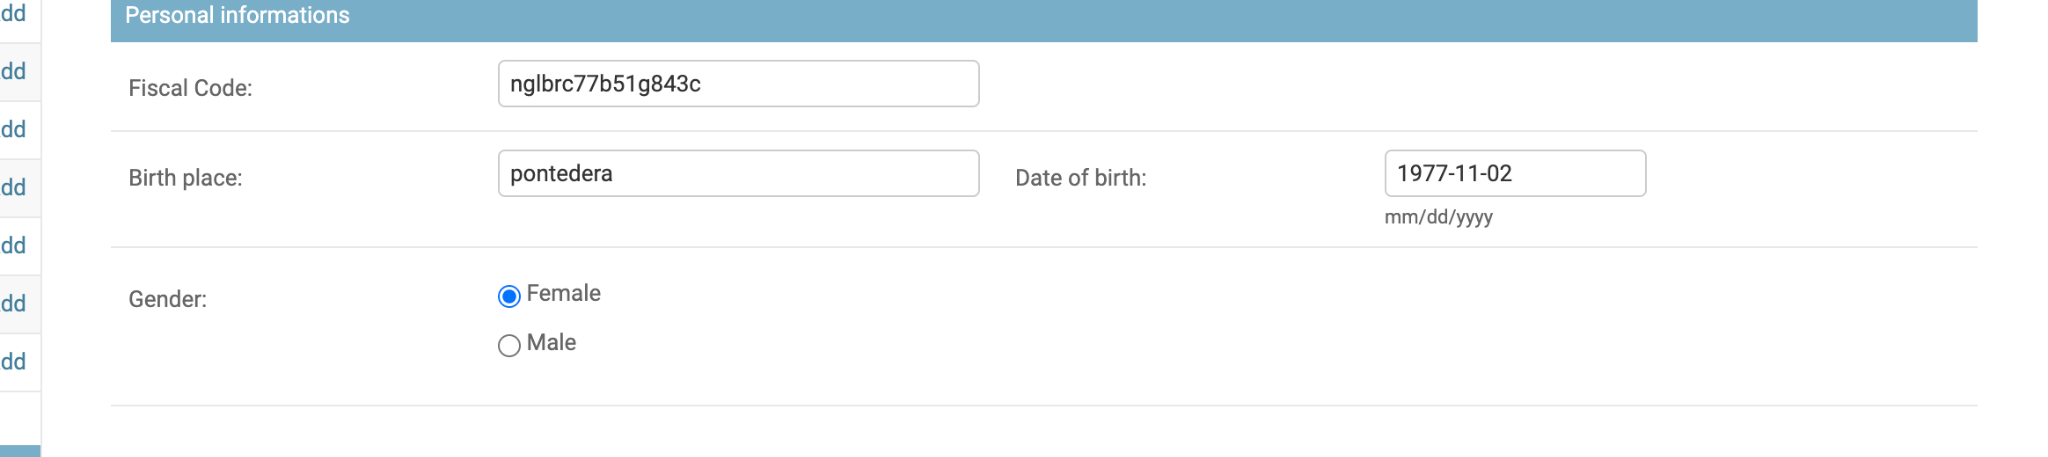 dd
dd
dd
dd
dd
dd
dd
Personal informations
Fiscal Code:
nglbrc77b51g843c
Birth place:
pontedera
Date of birth:
1977-11-02
mm/dd/yyyy
Gender:
Female
Male